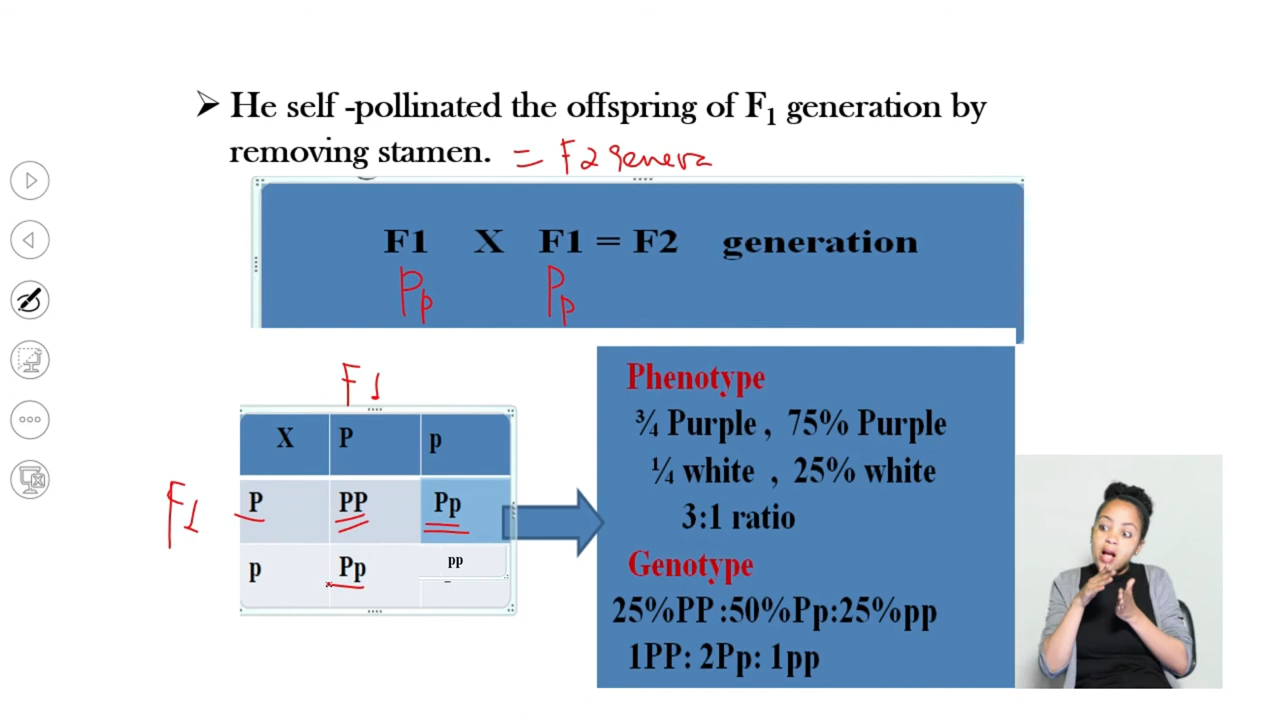 ➤ He self -pollinated the offspring of F₁ generation by
removing stamen. = F2 genera
F1 X F1 = F2 generation
Pp Pp
F1
X P p
F1 P PP Pp
p Pp pp
Phenotype
¾ Purple , 75% Purple
¼ white , 25% white
3:1 ratio
Genotype
25%PP :50%Pp:25%pp
1PP: 2Pp: 1pp